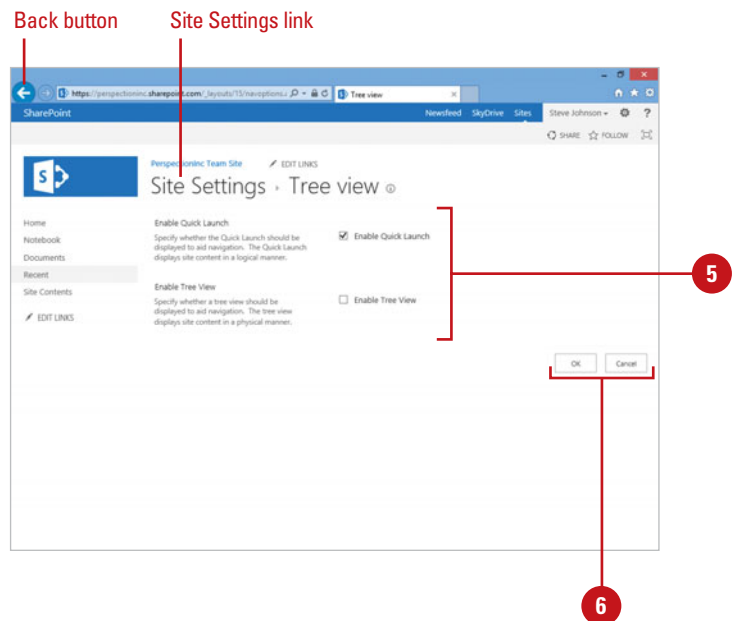 Back button Site Settings link
https://perspectioninc.sharepoint.com/_layouts/15/navoptions.a Tree view
SharePoint Newsfeed SkyDrive Sites Steve Johnson ?
SHARE FOLLOW
S
PerspectionInc Team Site EDIT LINKS
Site Settings › Tree view
Home
Notebook
Documents
Recent
Site Contents
EDIT LINKS
Enable Quick Launch
Specify whether the Quick Launch should be
displayed to aid navigation. The Quick Launch
displays site content in a logical manner.
Enable Quick Launch
Enable Tree View
Specify whether a tree view should be
displayed to aid navigation. The tree view
displays site content in a physical manner.
Enable Tree View
5
OK Cancel
6